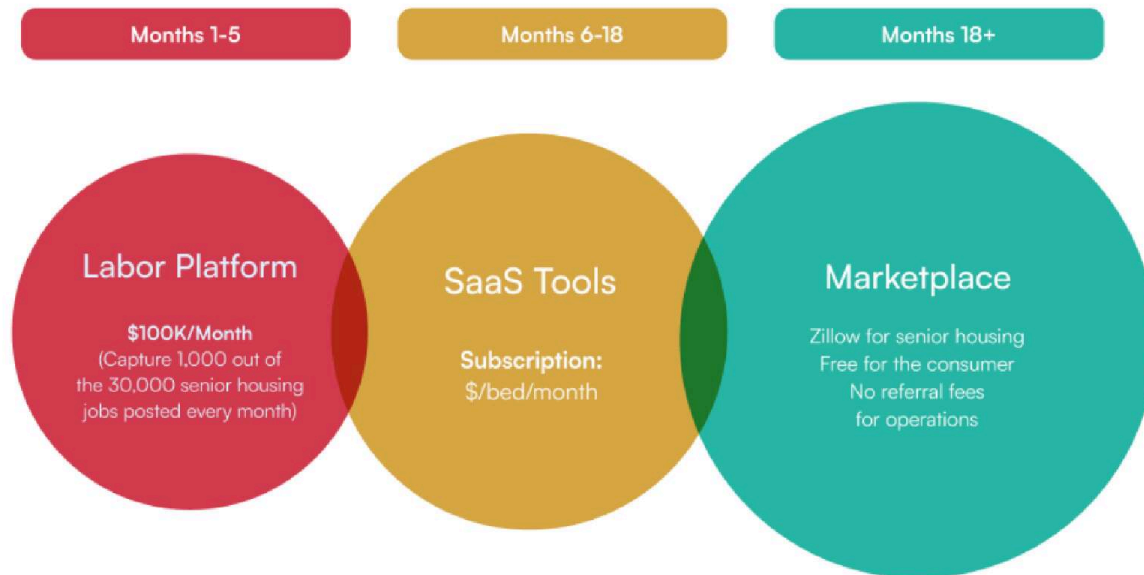 Months 1-5
Months 6-18
Months 18+
Labor Platform
$100K/Month
(Capture 1,000 out of
the 30,000 senior housing
jobs posted every month)
SaaS Tools
Subscription:
$/bed/month
Marketplace
Zillow for senior housing
Free for the consumer
No referral fees
for operations